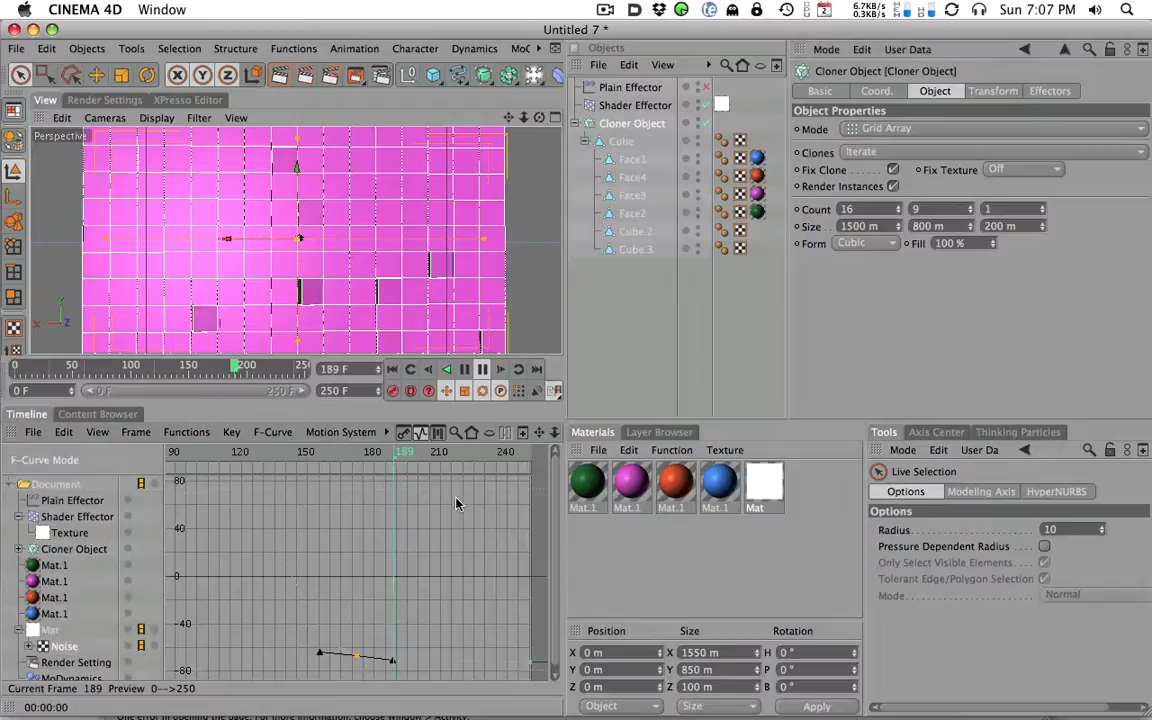 CINEMA 4D Window 6.7KB/s 0.3KB/s 2 Sun 7:07 PM
Untitled 7 *
File Edit Objects Tools Selection Structure Functions Animation Character Dynamics
View Render Settings XPresso Editor
View Cameras Display Filter View
Perspective
0 50 100 150 200 189 F
0 F 0 F 250 F 250 F
Timeline Content Browser
File Edit View Frame Functions Key F-Curve Motion System
F-Curve Mode 90 120 150 180 189 210 240
Document
Plain Effector
Shader Effector
Texture
Cloner Object
Mat.1
Mat.1
Mat.1
Mat.1
Mat
Noise
Render Setting
80
40
0
-40
-80
Current Frame 189 Preview 0-->250
00:00:00
Objects
File Edit View
Plain Effector
Shader Effector
Cloner Object
Cube
Face1
Face4
Face3
Face2
Cube.2
Cube.3
Mode Edit User Data
Cloner Object [Cloner Object]
Basic Coord. Object Transform Effectors
Object Properties
Mode Grid Array
Clones Iterate
Fix Clone Fix Texture Off
Render Instances
Count 16 9 1
Size 1500 m 800 m 200 m
Form Cubic Fill 100 %
Materials Layer Browser
File Edit Function Texture
Mat.1 Mat.1 Mat.1 Mat.1 Mat
Position Size Rotation
X 0 m X 1550 m H 0 °
Y 0 m Y 850 m P 0 °
Z 0 m Z 100 m B 0 °
Object Size Apply
Tools Axis Center Thinking Particles
Mode Edit User Da
Live Selection
Options Modeling Axis HyperNURBS
Options
Radius 10
Pressure Dependent Radius
Only Select Visible Elements
Tolerant Edge/Polygon Selection
Mode Normal